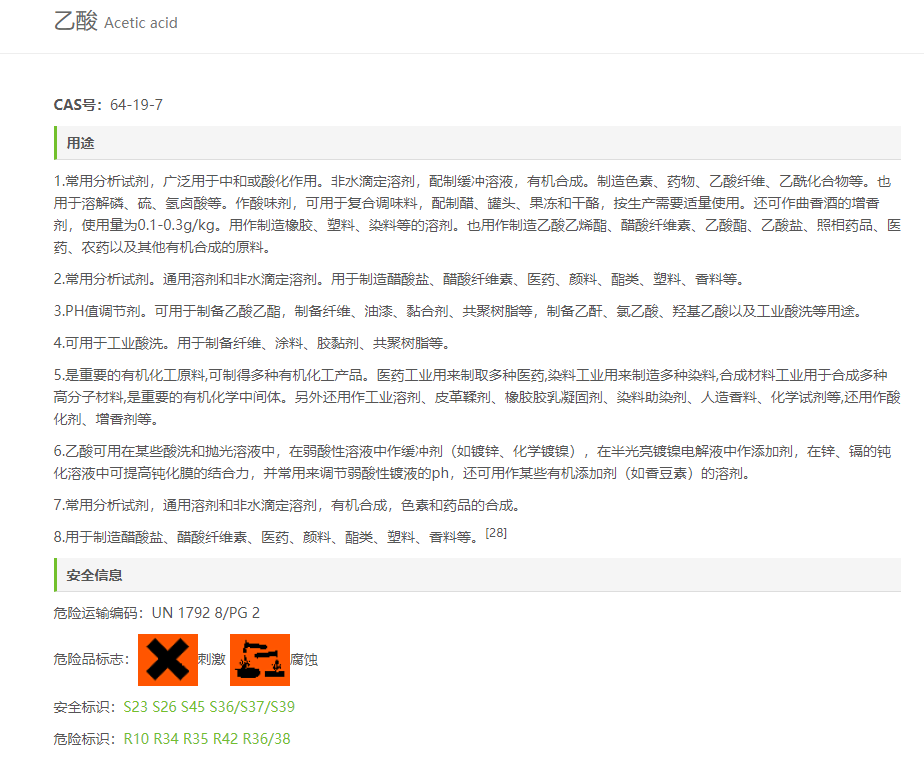 乙酸 Acetic acid
CAS号：64-19-7
用途
1.常用分析试剂，广泛用于中和或酸化作用。非水滴定溶剂，配制缓冲溶液，有机合成。制造色素、药物、乙酸纤维、乙酰化合物等。也
用于溶解磷、硫、氢卤酸等。作酸味剂，可用于复合调味料，配制醋、罐头、果冻和干酪，按生产需要适量使用。还可作曲香酒的增香
剂，使用量为0.1-0.3g/kg。用作制造橡胶、塑料、染料等的溶剂。也用作制造乙酸乙烯酯、醋酸纤维素、乙酸酯、乙酸盐、照相药品、医
药、农药以及其他有机合成的原料。
2.常用分析试剂。通用溶剂和非水滴定溶剂。用于制造醋酸盐、醋酸纤维素、医药、颜料、酯类、塑料、香料等。
3.PH值调节剂。可用于制备乙酸乙酯，制备纤维、油漆、黏合剂、共聚树脂等，制备乙酐、氯乙酸、羟基乙酸以及工业酸洗等用途。
4.可用于工业酸洗。用于制备纤维、涂料、胶黏剂、共聚树脂等。
5.是重要的有机化工原料,可制得多种有机化工产品。医药工业用来制取多种医药,染料工业用来制造多种染料,合成材料工业用于合成多种
高分子材料,是重要的有机化学中间体。另外还用作工业溶剂、皮革鞣剂、橡胶胶乳凝固剂、染料助染剂、人造香料、化学试剂等,还用作酸
化剂、增香剂等。
6.乙酸可用在某些酸洗和抛光溶液中，在弱酸性溶液中作缓冲剂（如镀锌、化学镀镍），在半光亮镀镍电解液中作添加剂，在锌、镉的钝
化溶液中可提高钝化膜的结合力，并常用来调节弱酸性镀液的ph，还可用作某些有机添加剂（如香豆素）的溶剂。
7.常用分析试剂，通用溶剂和非水滴定溶剂，有机合成，色素和药品的合成。
8.用于制造醋酸盐、醋酸纤维素、医药、颜料、酯类、塑料、香料等。[28]
安全信息
危险运输编码：UN 1792 8/PG 2
危险品标志：刺激 腐蚀
安全标识：S23 S26 S45 S36/S37/S39
危险标识：R10 R34 R35 R42 R36/38